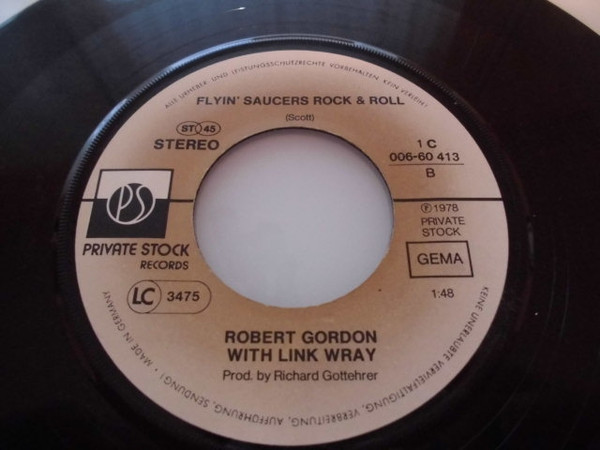 ALLE URHEBER- UND LEISTUNGSSCHUTZRECHTE VORBEHALTEN. KEIN VERLEIH!
FLYIN' SAUCERS ROCK & ROLL
(Scott)
ST 45
STEREO
1 C
006-60 413
B
PS
PRIVATE STOCK
RECORDS
℗ 1978
PRIVATE
STOCK
GEMA
LC 3475
1:48
ROBERT GORDON
WITH LINK WRAY
Prod. by Richard Gottehrer
KEINE UNERLAUBTE VERVIELFÄLTIGUNG, VERBREITUNG, AUFFÜHRUNG, SENDUNG! • MADE IN GERMANY